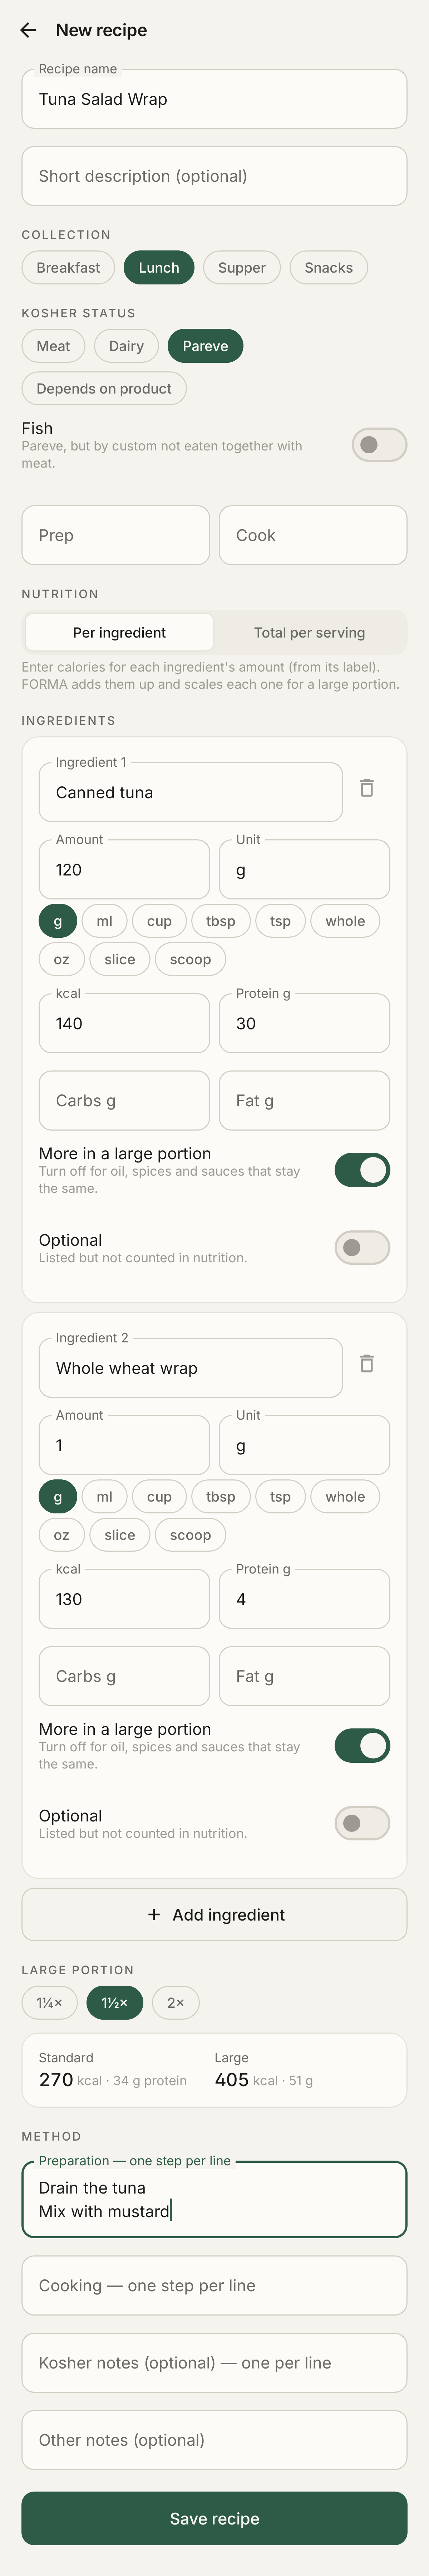 New recipe
Recipe name
Tuna Salad Wrap
Short description (optional)
COLLECTION
Breakfast Lunch Supper Snacks
KOSHER STATUS
Meat Dairy Pareve
Depends on product
Fish
Pareve, but by custom not eaten together with
meat.
Prep Cook
NUTRITION
Per ingredient Total per serving
Enter calories for each ingredient's amount (from its label).
FORMA adds them up and scales each one for a large portion.
INGREDIENTS
Ingredient 1
Canned tuna
Amount Unit
120 g
g ml cup tbsp tsp whole
oz slice scoop
kcal Protein g
140 30
Carbs g Fat g
More in a large portion
Turn off for oil, spices and sauces that stay
the same.
Optional
Listed but not counted in nutrition.
Ingredient 2
Whole wheat wrap
Amount Unit
1 g
g ml cup tbsp tsp whole
oz slice scoop
kcal Protein g
130 4
Carbs g Fat g
More in a large portion
Turn off for oil, spices and sauces that stay
the same.
Optional
Listed but not counted in nutrition.
+ Add ingredient
LARGE PORTION
1¼× 1½× 2×
Standard Large
270 kcal · 34 g protein 405 kcal · 51 g
METHOD
Preparation — one step per line
Drain the tuna
Mix with mustard
Cooking — one step per line
Kosher notes (optional) — one per line
Other notes (optional)
Save recipe